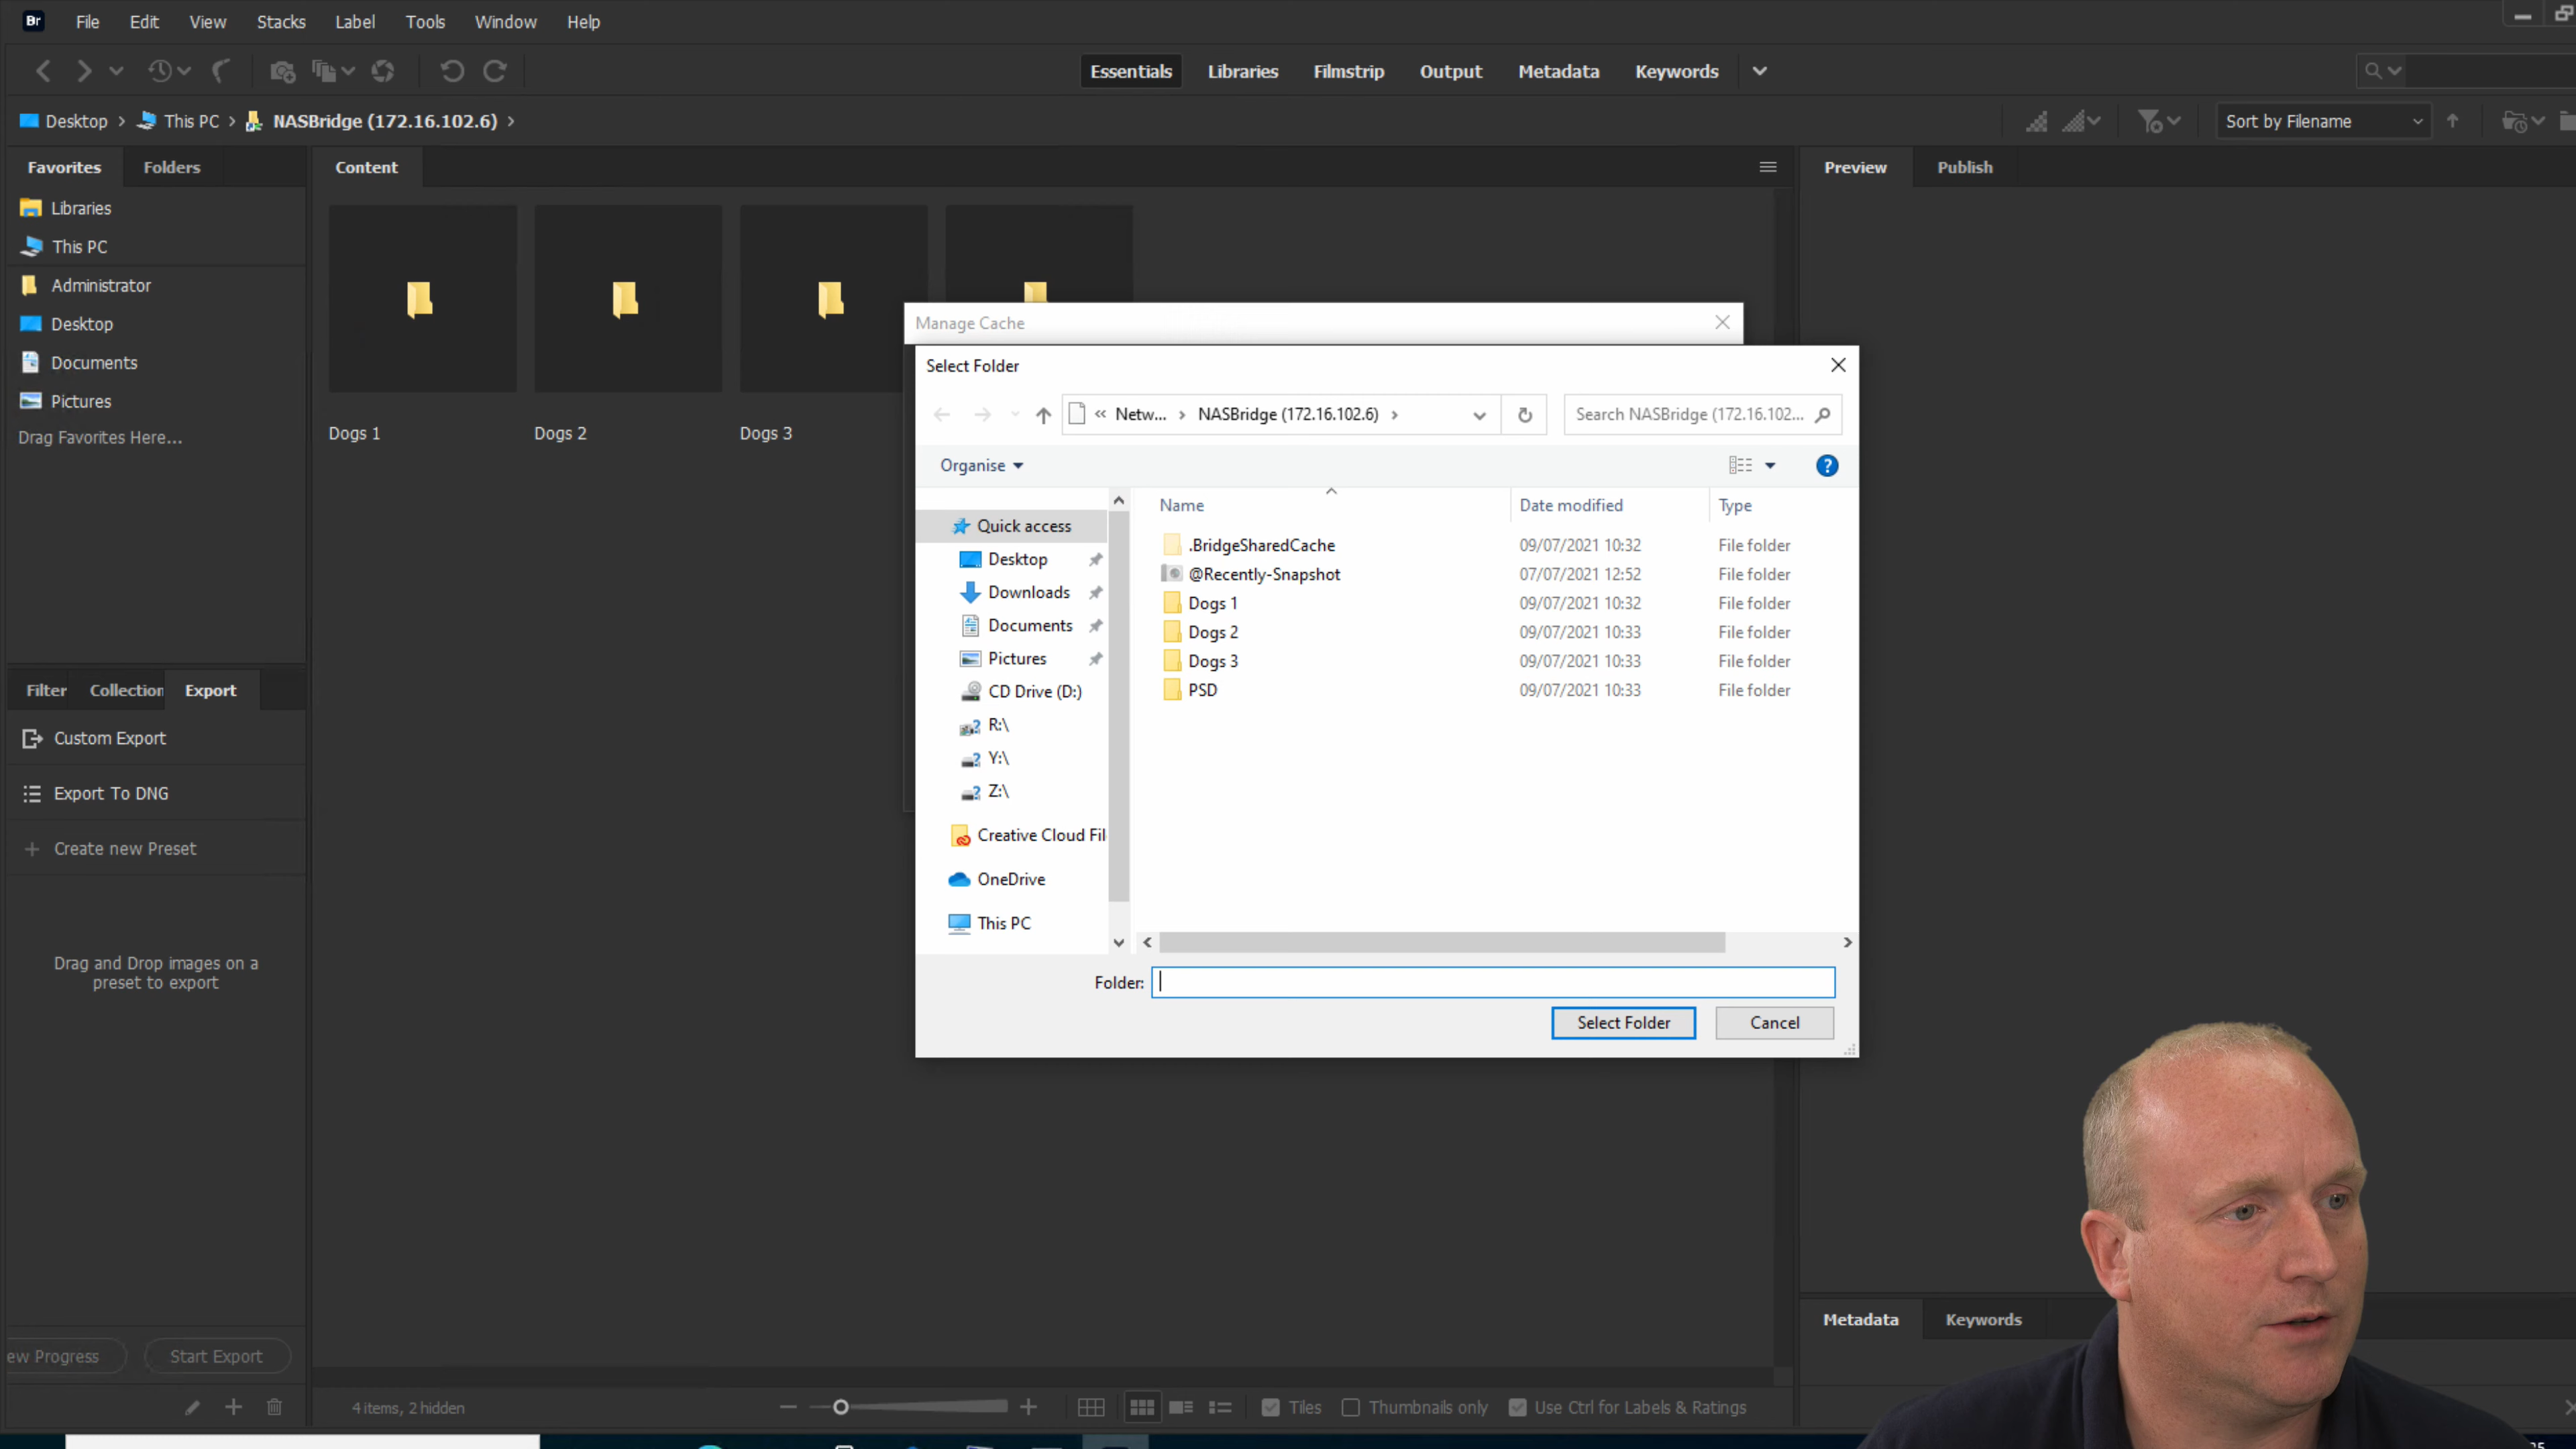 Br File Edit View Stacks Label Tools Window Help
Essentials Libraries Filmstrip Output Metadata Keywords
Desktop This PC NASBridge (172.16.102.6)
Sort by Filename
Favorites Folders
Libraries
This PC
Administrator
Desktop
Documents
Pictures
Drag Favorites Here...
Filter Collection Export
Custom Export
Export To DNG
Create new Preset
Drag and Drop images on a
preset to export
ew Progress Start Export
Content
Dogs 1 Dogs 2 Dogs 3
Manage Cache
Select Folder
« Netw... NASBridge (172.16.102.6)
Search NASBridge (172.16.102...
Organise
?
Quick access
Desktop
Downloads
Documents
Pictures
CD Drive (D:)
R:\
Y:\
Z:\
Creative Cloud Fil
OneDrive
This PC
Name Date modified Type
.BridgeSharedCache 09/07/2021 10:32 File folder
@Recently-Snapshot 07/07/2021 12:52 File folder
Dogs 1 09/07/2021 10:32 File folder
Dogs 2 09/07/2021 10:33 File folder
Dogs 3 09/07/2021 10:33 File folder
PSD 09/07/2021 10:33 File folder
Folder:
Select Folder Cancel
4 items, 2 hidden
Tiles Thumbnails only Use Ctrl for Labels & Ratings
Preview Publish
Metadata Keywords